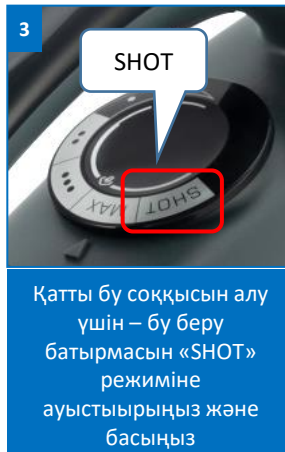 3
SHOT
MAX
SHOT
Қатты бу соққысын алу
үшін – бу беру
батырмасын «SHOT»
режиміне
ауыстыырыңыз және
басыңыз